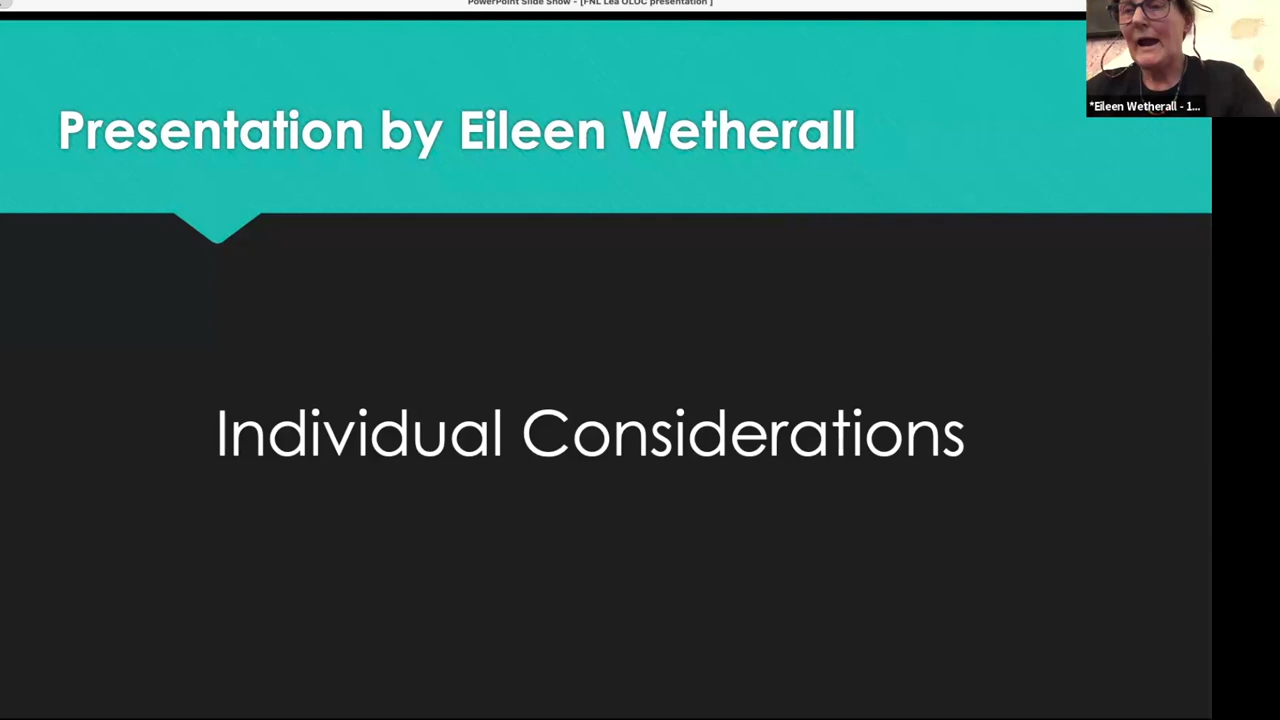 PowerPoint Slide Show - [FNL Lea OLOC presentation ]
*Eileen Wetherall - 1...
Presentation by Eileen Wetherall
Individual Considerations